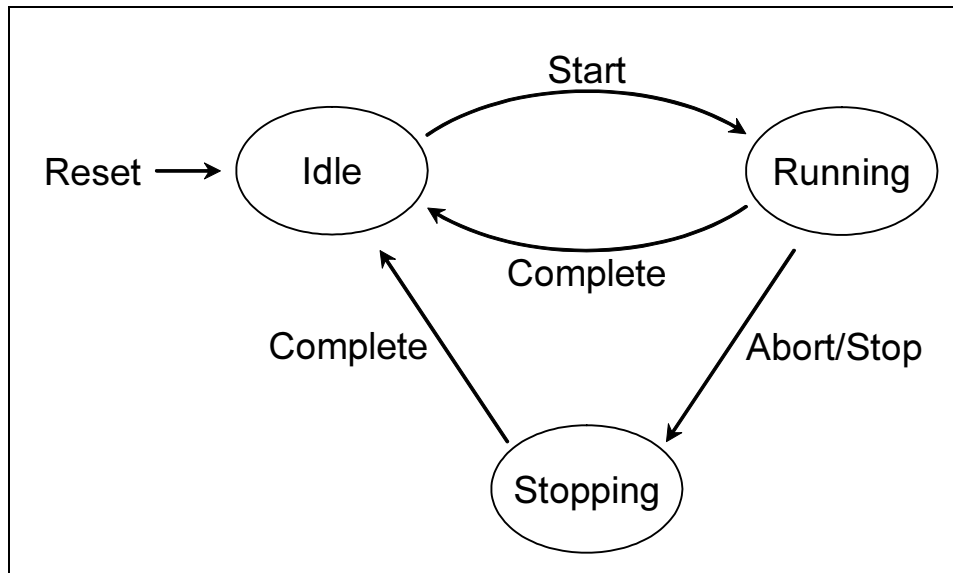 Start
Reset
Idle
Running
Complete
Complete
Abort/Stop
Stopping